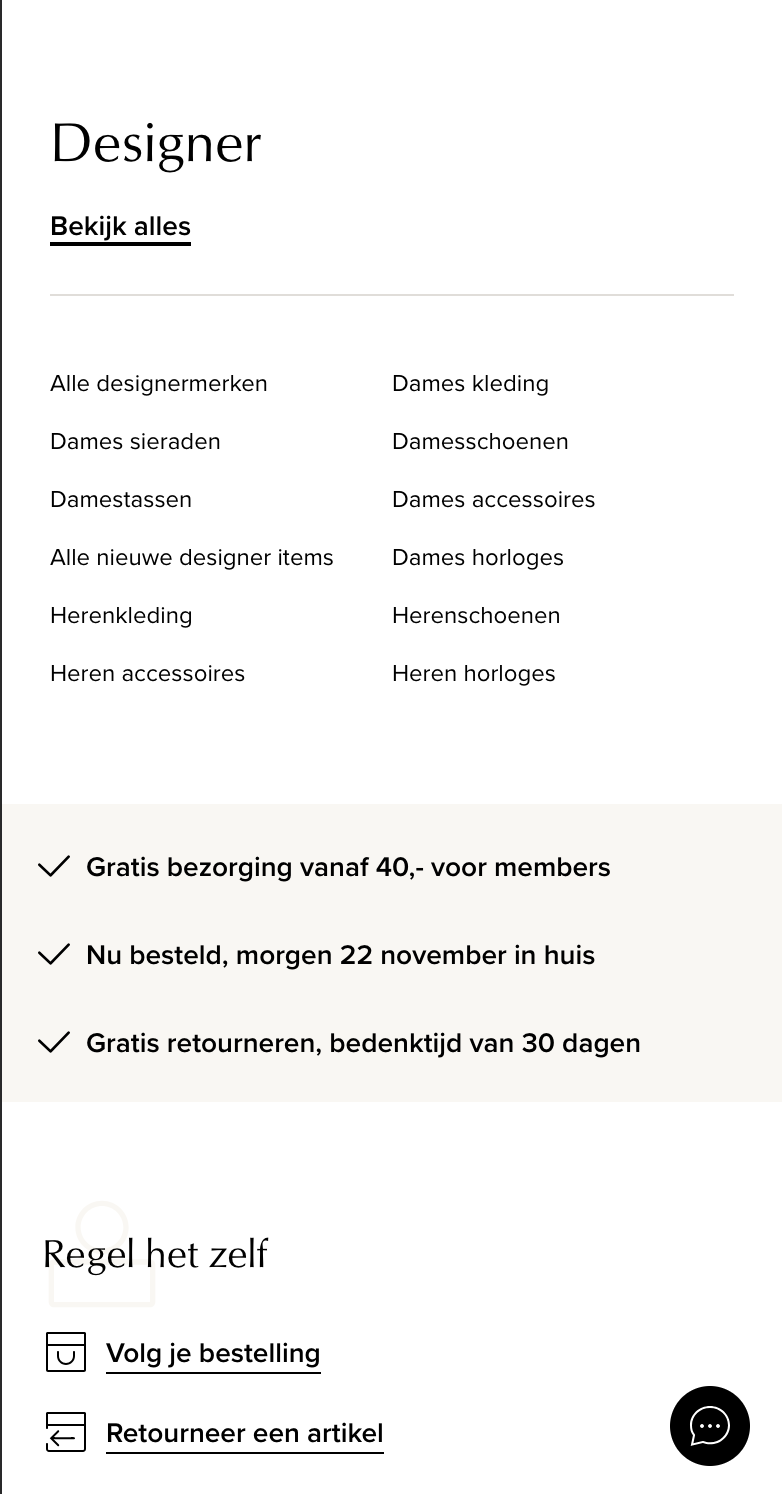 Designer
Bekijk alles
Alle designermerken
Dames kleding
Dames sieraden
Damesschoenen
Damestassen
Dames accessoires
Alle nieuwe designer items
Dames horloges
Herenkleding
Herenschoenen
Heren accessoires
Heren horloges
Gratis bezorging vanaf 40,- voor members
Nu besteld, morgen 22 november in huis
Gratis retourneren, bedenktijd van 30 dagen
Regel het zelf
Volg je bestelling
Retourneer een artikel